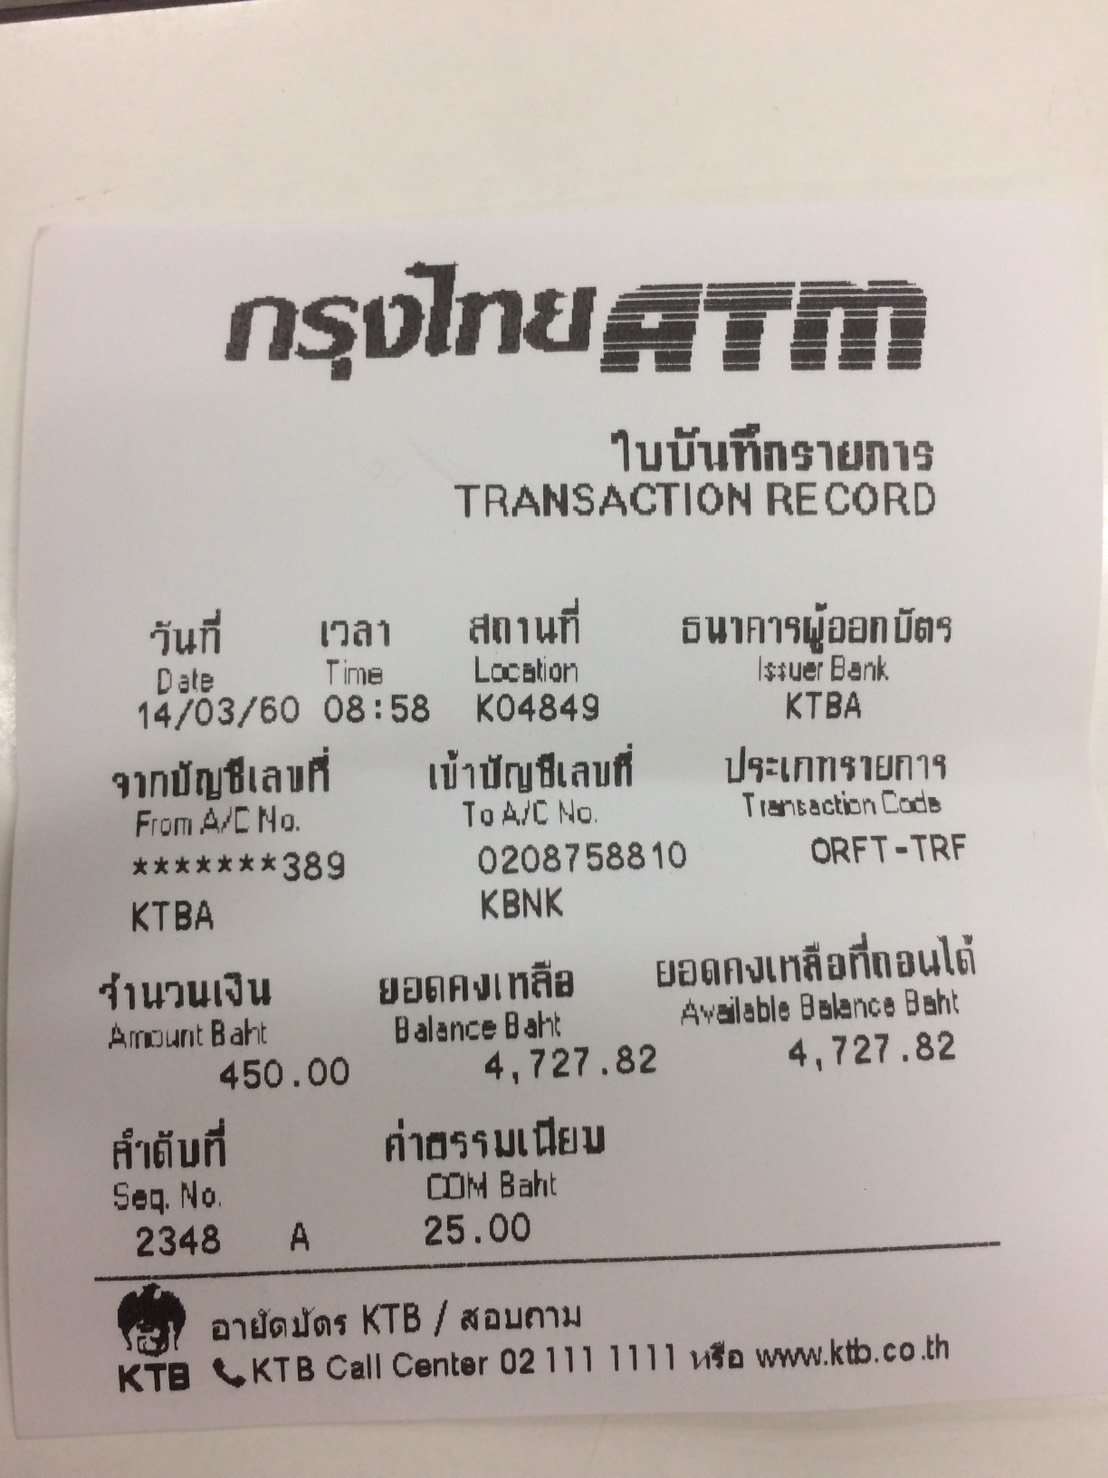 กรุงไทย ATM
ใบบันทึกรายการ
TRANSACTION RECORD
วันที่ เวลา สถานที่ ธนาคารผู้ออกบัตร
Date Time Location Issuer Bank
14/03/60 08:58 K04849 KTBA
จากบัญชีเลขที่ เข้าบัญชีเลขที่ ประเภทรายการ
From A/C No. To A/C No. Transaction Code
*******389 0208758810 ORFT-TRF
KTBA KBNK
จำนวนเงิน ยอดคงเหลือ ยอดคงเหลือที่ถอนได้
Amount Baht Balance Baht Available Balance Baht
450.00 4,727.82 4,727.82
ลำดับที่ ค่าธรรมเนียม
Seq. No. COM Baht
2348 A 25.00
อายัดบัตร KTB / สอบถาม
KTB KTB Call Center 02 111 1111 หรือ www.ktb.co.th